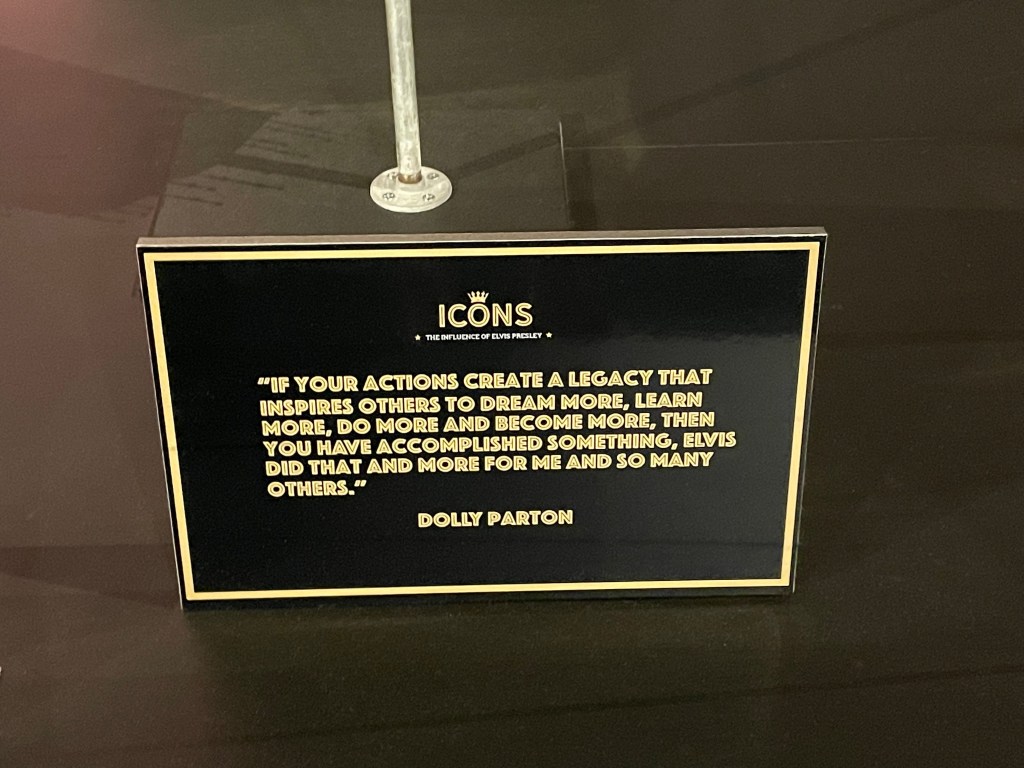 ICONS
★ THE INFLUENCE OF ELVIS PRESLEY ★
"IF YOUR ACTIONS CREATE A LEGACY THAT
INSPIRES OTHERS TO DREAM MORE, LEARN
MORE, DO MORE AND BECOME MORE, THEN
YOU HAVE ACCOMPLISHED SOMETHING, ELVIS
DID THAT AND MORE FOR ME AND SO MANY
OTHERS."
DOLLY PARTON